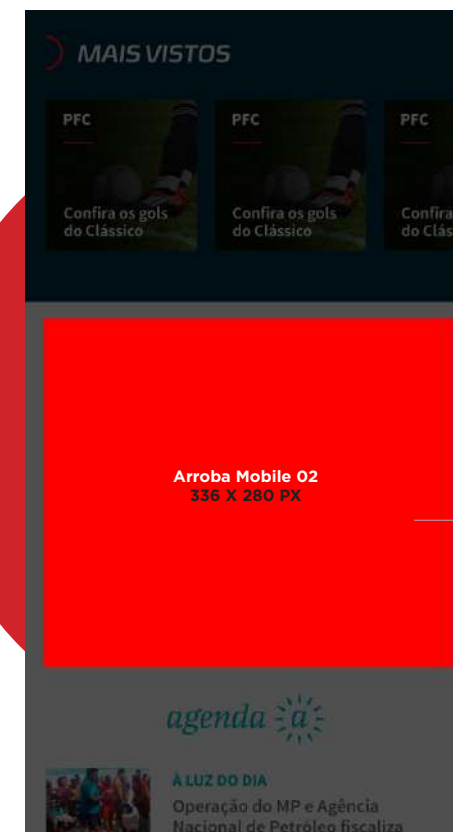 MAIS VISTOS
PFC
PFC
PFC
Confira os gols
do Clássico
Confira os gols
do Clássico
Confira
do Clás
Arroba Mobile 02
336 X 280 PX
agenda a
À LUZ DO DIA
Operação do MP e Agência
Nacional de Petróleo fiscaliza